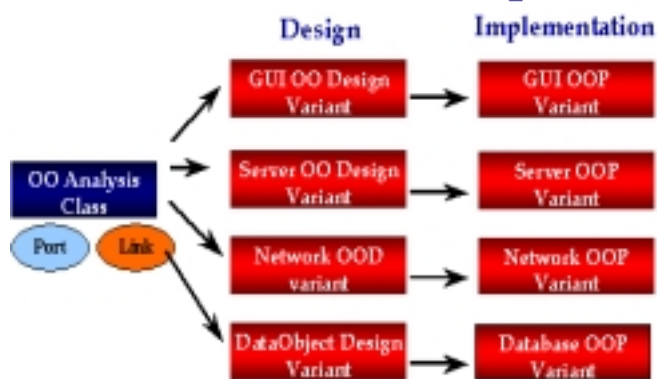 Design
Implementation
GUI OO Design
Variant
GUI OOP
Variant
OO Analysis
Class
Port
Link
Server OO Design
Variant
Server OOP
Variant
Network OOD
variant
Network OOP
Variant
DataObject Design
Variant
Database OOP
Variant